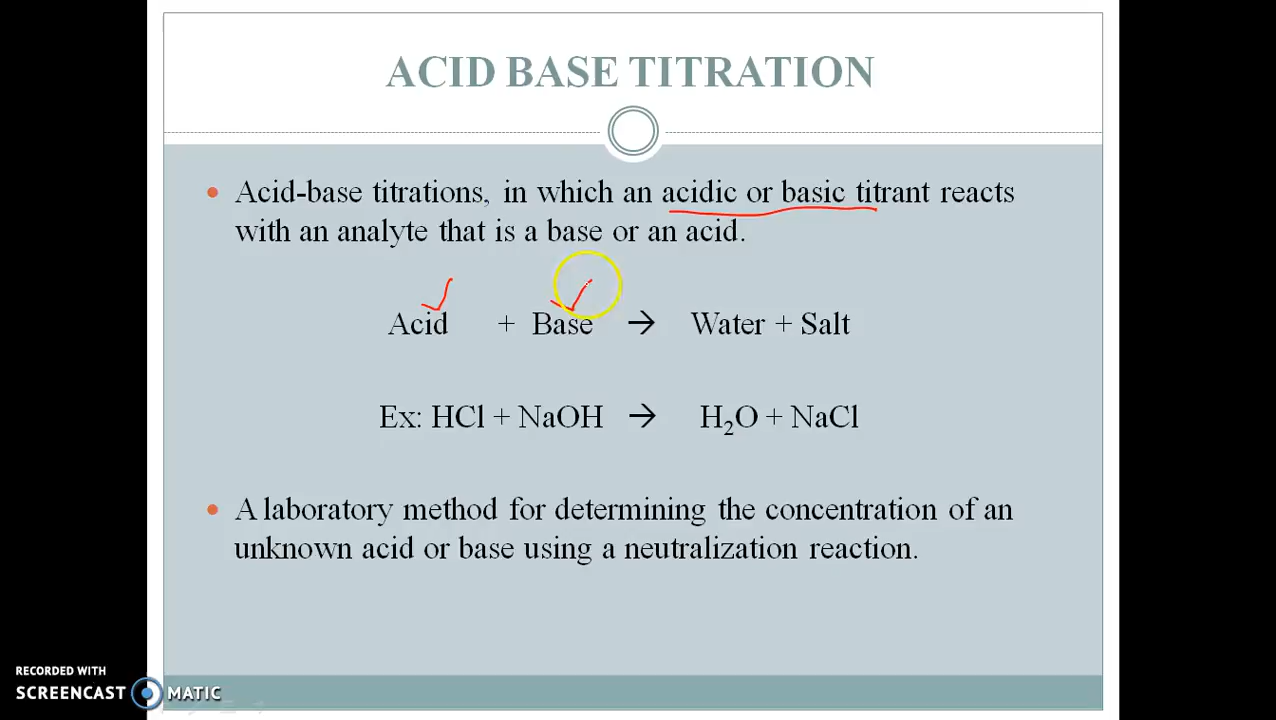 ACID BASE TITRATION
• Acid-base titrations, in which an acidic or basic titrant reacts
with an analyte that is a base or an acid.
Acid + Base → Water + Salt
Ex: HCl + NaOH → H₂O + NaCl
• A laboratory method for determining the concentration of an
unknown acid or base using a neutralization reaction.
RECORDED WITH
SCREENCAST MATIC